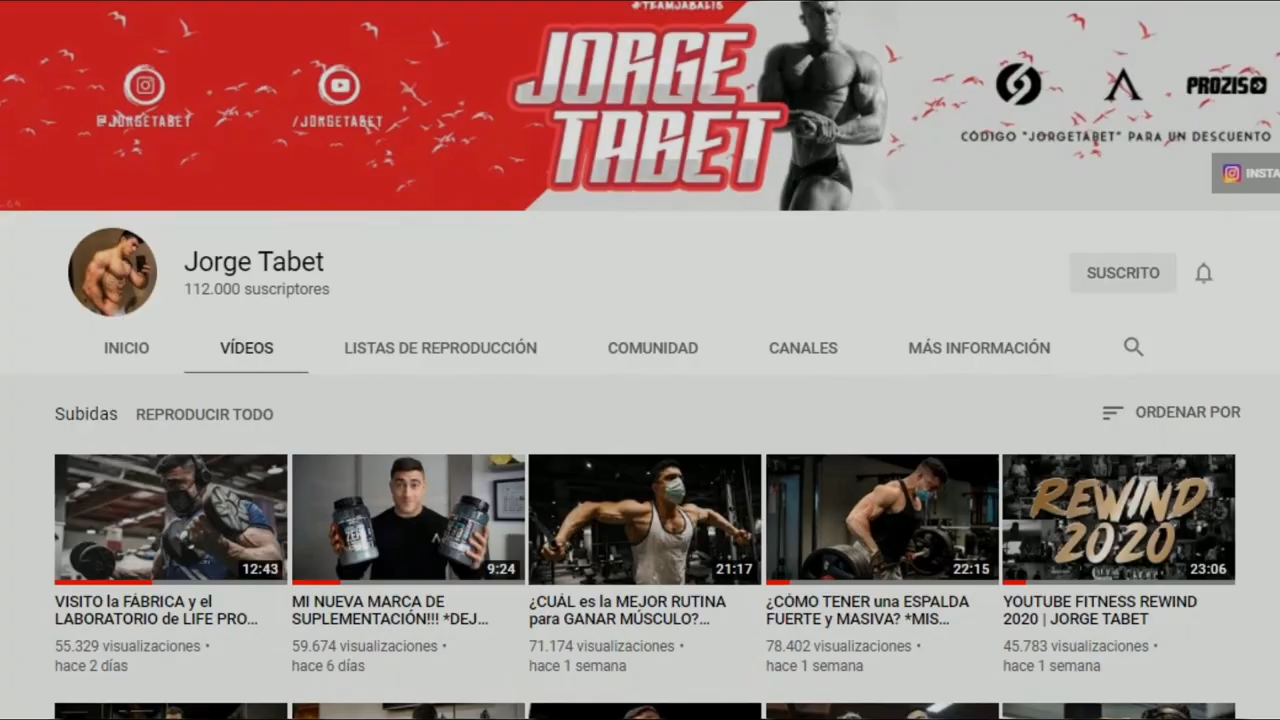 #TEAMJABALIS
JORGE
TABET
@JORGETABET
/JORGETABET
PROZIS
CÓDIGO "JORGETABET" PARA UN DESCUENTO
INSTA
Jorge Tabet
112.000 suscriptores
SUSCRITO
INICIO
VÍDEOS
LISTAS DE REPRODUCCIÓN
COMUNIDAD
CANALES
MÁS INFORMACIÓN
Subidas
REPRODUCIR TODO
ORDENAR POR
12:43
9:24
21:17
22:15
REWIND
2020
23:06
VISITO la FÁBRICA y el
LABORATORIO de LIFE PRO...
55.329 visualizaciones •
hace 2 días
MI NUEVA MARCA DE
SUPLEMENTACIÓN!!! *DEJ...
59.674 visualizaciones •
hace 6 días
¿CUÁL es la MEJOR RUTINA
para GANAR MÚSCULO?...
71.174 visualizaciones •
hace 1 semana
¿CÓMO TENER una ESPALDA
FUERTE y MASIVA? *MIS...
78.402 visualizaciones •
hace 1 semana
YOUTUBE FITNESS REWIND
2020 | JORGE TABET
45.783 visualizaciones •
hace 1 semana